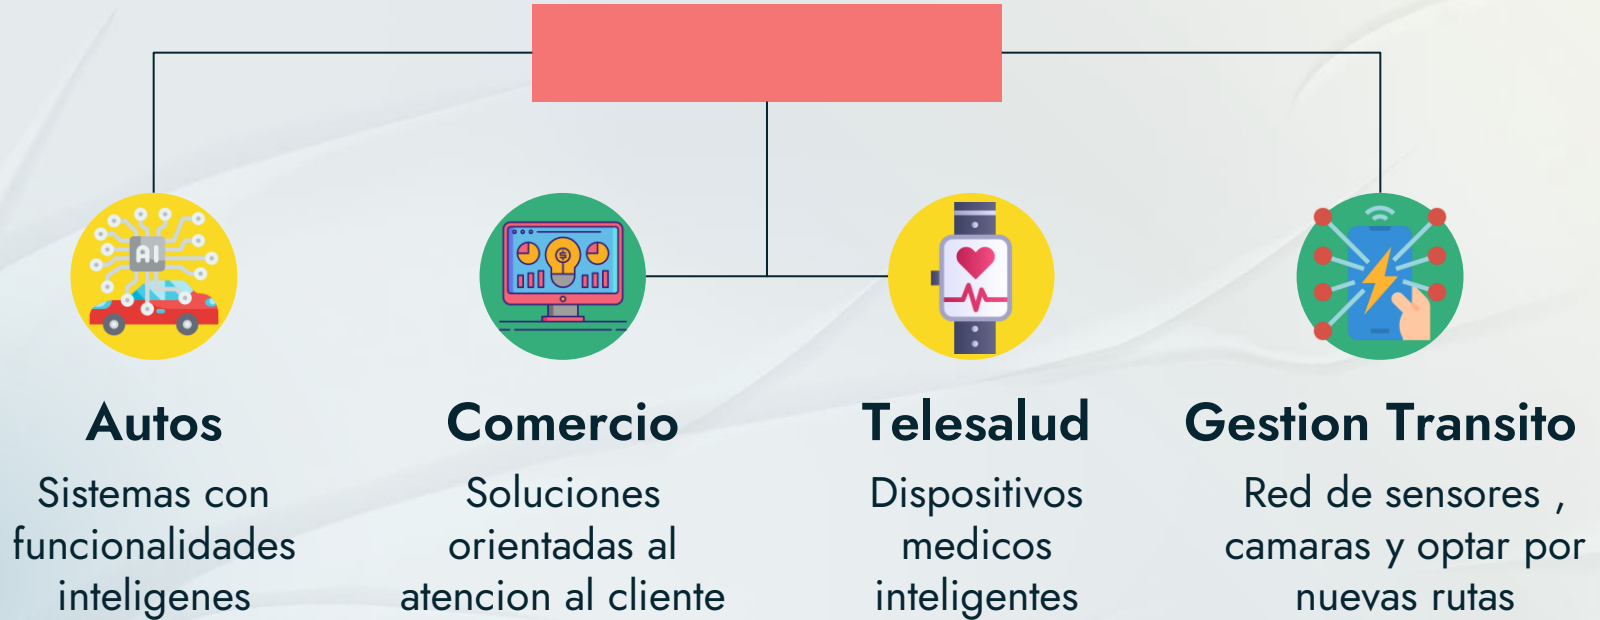 AI
Autos
Sistemas con
funcionalidades
inteligenes
Comercio
Soluciones
orientadas al
atencion al cliente
Telesalud
Dispositivos
medicos
inteligentes
Gestion Transito
Red de sensores ,
camaras y optar por
nuevas rutas